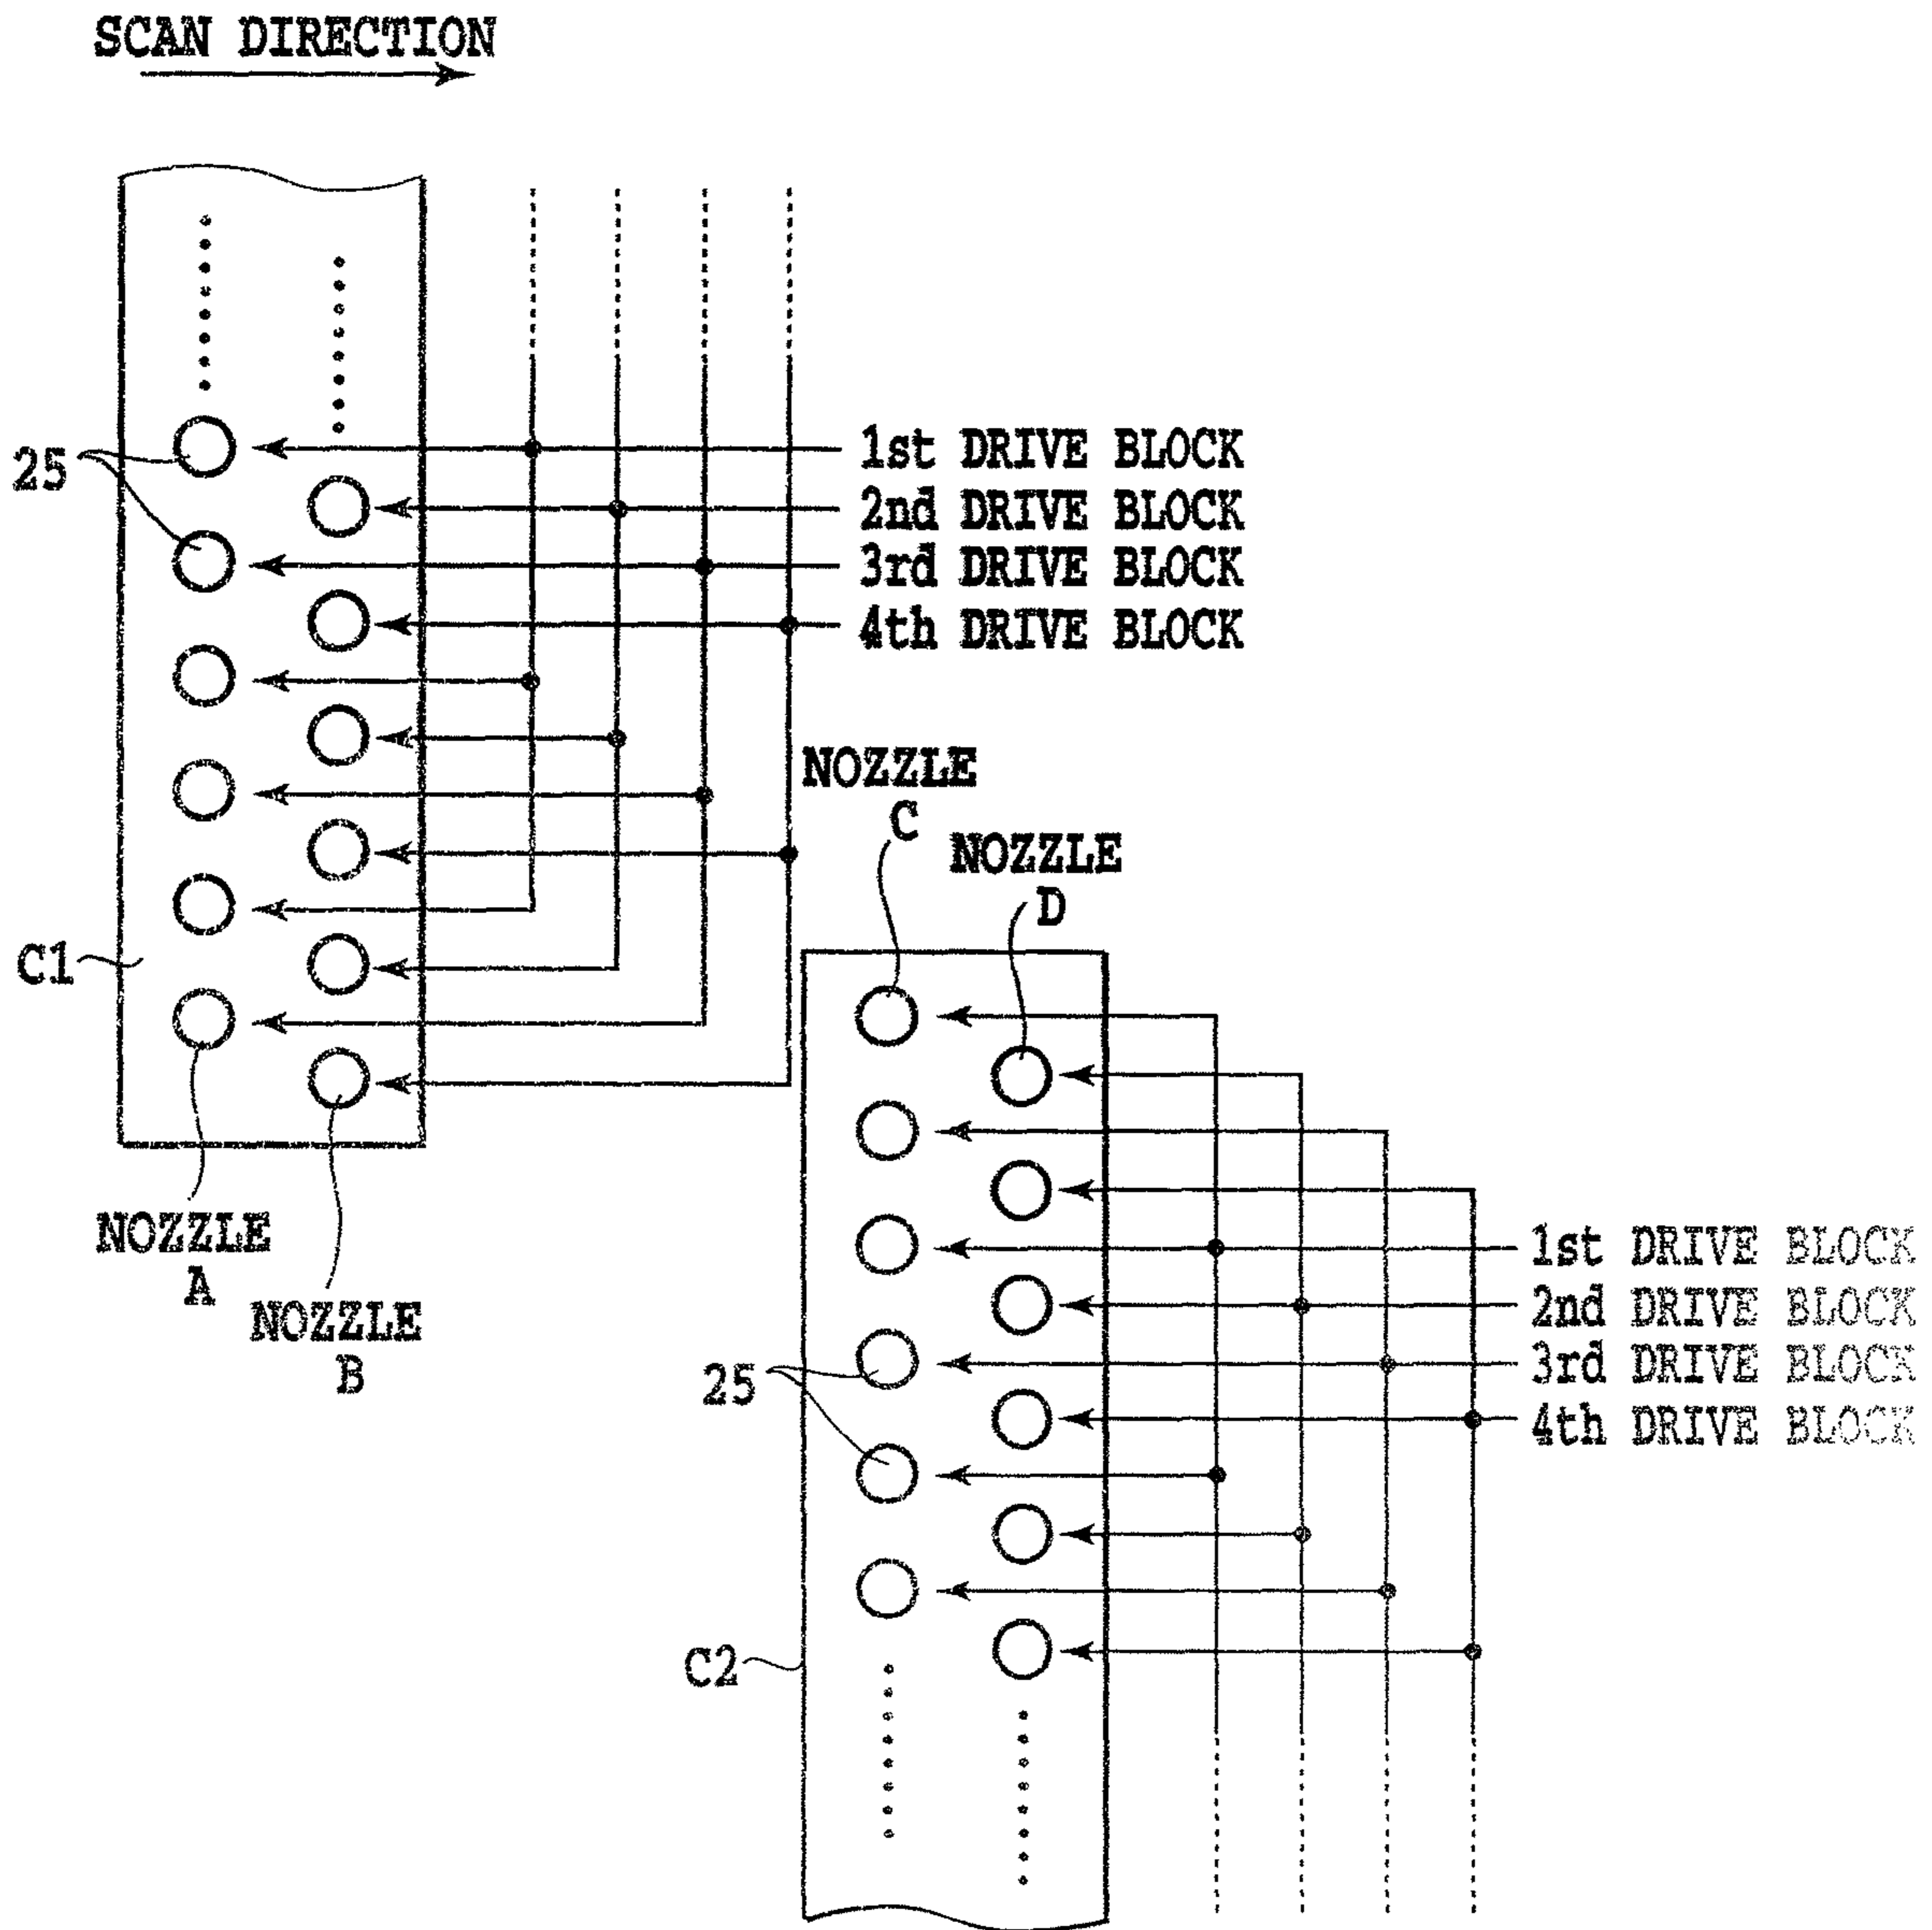 SCAN DIRECTION
25
1st DRIVE BLOCK
2nd DRIVE BLOCK
3rd DRIVE BLOCK
4th DRIVE BLOCK
NOZZLE
C
NOZZLE
D
C1
NOZZLE
A
NOZZLE
B
1st DRIVE BLOCK
2nd DRIVE BLOCK
3rd DRIVE BLOCK
4th DRIVE BLOCK
25
C2